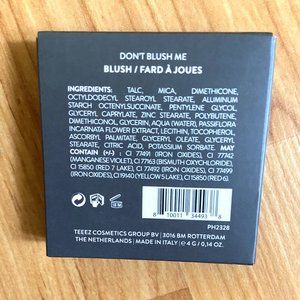 DON'T BLUSH ME
BLUSH / FARD À JOUES
INGREDIENTS: TALC, MICA, DIMETHICONE,
OCTYLDODECYL STEAROYL STEARATE, ALUMINUM
STARCH OCTENYLSUCCINATE, PENTYLENE GLYCOL,
GLYCERYL CAPRYLATE, ZINC STEARATE, POLYBUTENE,
DIMETHICONOL, GLYCERIN, AQUA (WATER), PASSIFLORA
INCARNATA FLOWER EXTRACT, LECITHIN, TOCOPHEROL,
ASCORBYL PALMITATE, GLYCERYL OLEATE, GLYCERYL
STEARATE, CITRIC ACID, POTASSIUM SORBATE MAY
CONTAIN (+/-) : CI 77491 (IRON OXIDES), CI 77742
(MANGANESE VIOLET), CI 77163 (BISMUTH OXYCHLORIDE),
CI 15850 (RED 7 LAKE), CI 77492 (IRON OXIDES), CI 77499
(IRON OXIDES), CI 19140 (YELLOW 5 LAKE), CI 15850 (RED 6).
8 10011 34493 8
PH2328
TEEEZ COSMETICS GROUP BV | 3016 BM ROTTERDAM
THE NETHERLANDS | MADE IN ITALY | ℮ 4 G / 0,14 OZ.